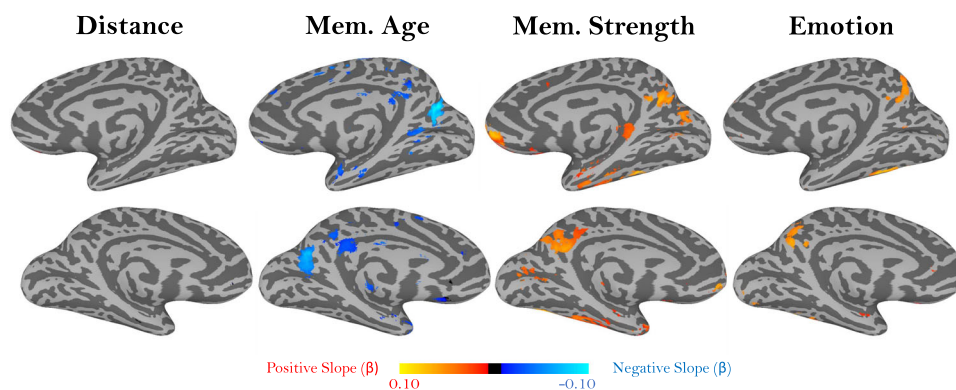 Distance Mem. Age Mem. Strength Emotion
Positive Slope (β) Negative Slope (β)
0.10 -0.10